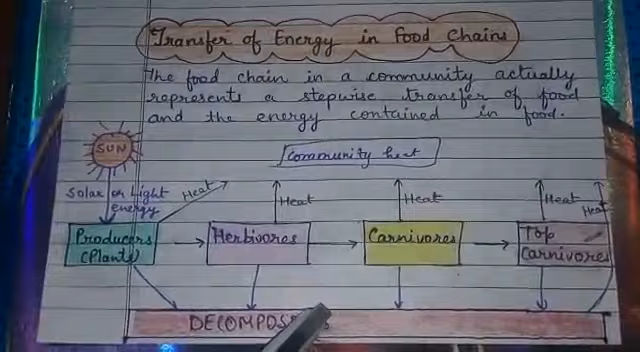 Transfer of Energy in Food Chains
The food chain in a community actually
represents a stepwise transfer of food
and the energy contained in food.
SUN
Community heat
Solar or Light
energy
Heat
Heat
Heat
Heat
Heat
Producers
(Plants)
Herbivores
Carnivores
Top
Carnivores